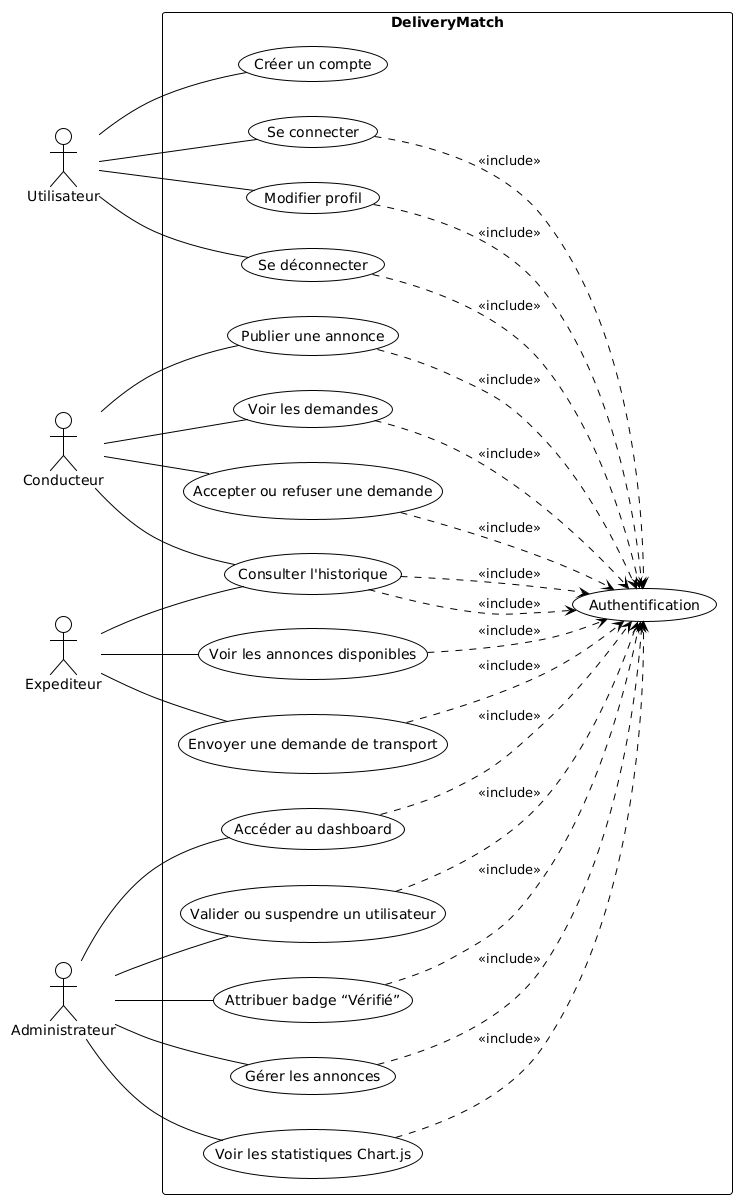 DeliveryMatch
Créer un compte
Se connecter
«include»
Utilisateur
Modifier profil
«include»
Se déconnecter
«include»
Publier une annonce
«include»
Voir les demandes
«include»
Conducteur
Accepter ou refuser une demande
«include»
Consulter l'historique
«include»
«include»
Authentification
«include»
Voir les annonces disponibles
«include»
Expediteur
«include»
Envoyer une demande de transport
«include»
Accéder au dashboard
«include»
Valider ou suspendre un utilisateur
«include»
Attribuer badge “Vérifié”
Administrateur
«include»
Gérer les annonces
Voir les statistiques Chart.js